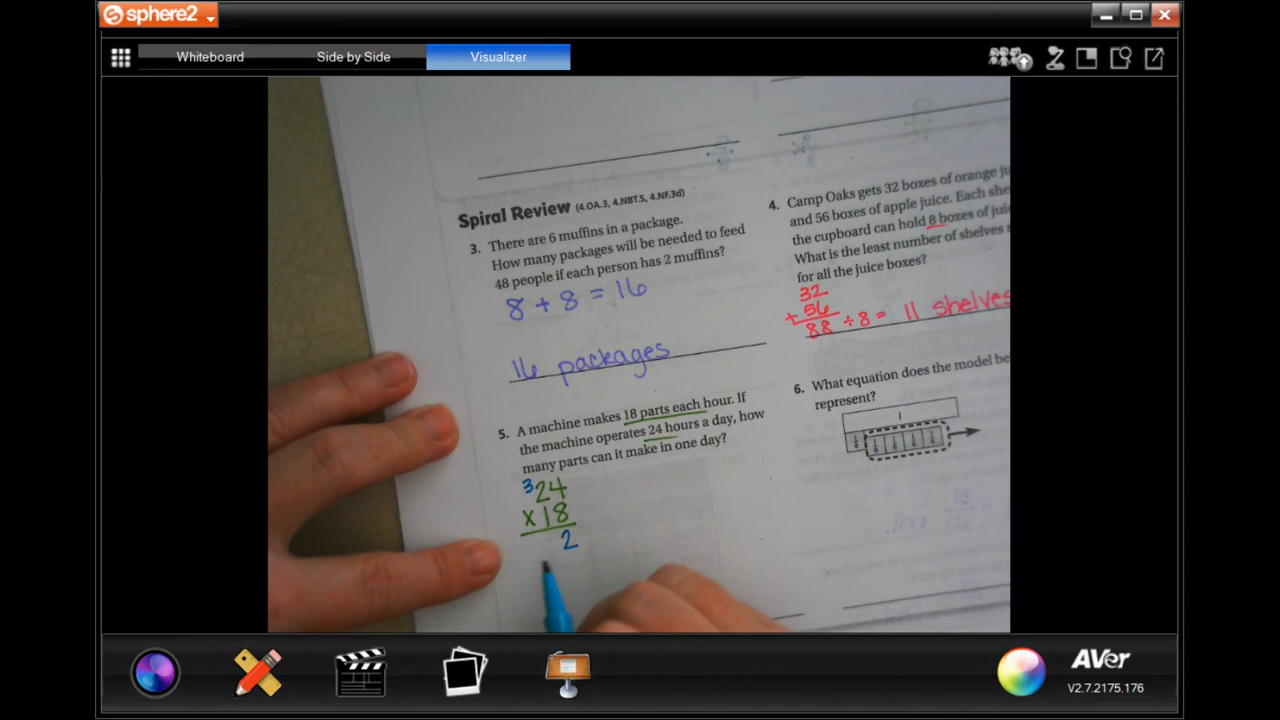 sphere2
Whiteboard
Side by Side
Visualizer
Spiral Review (4.OA.3, 4.NBT.5, 4.NF.3d)
3. There are 6 muffins in a package.
How many packages will be needed to feed
48 people if each person has 2 muffins?
8 + 8 = 16
16 packages
4. Camp Oaks gets 32 boxes of orange
and 56 boxes of apple juice. Each
the cupboard can hold 8 boxes of
What is the least number of shelves
for all the juice boxes?
32
+ 56
88 ÷ 8 = 11 shelves
5. A machine makes 18 parts each hour. If
the machine operates 24 hours a day, how
many parts can it make in one day?
3
24
x 18
2
6. What equation does the model
represent?
1
AVer
V2.7.2175.176